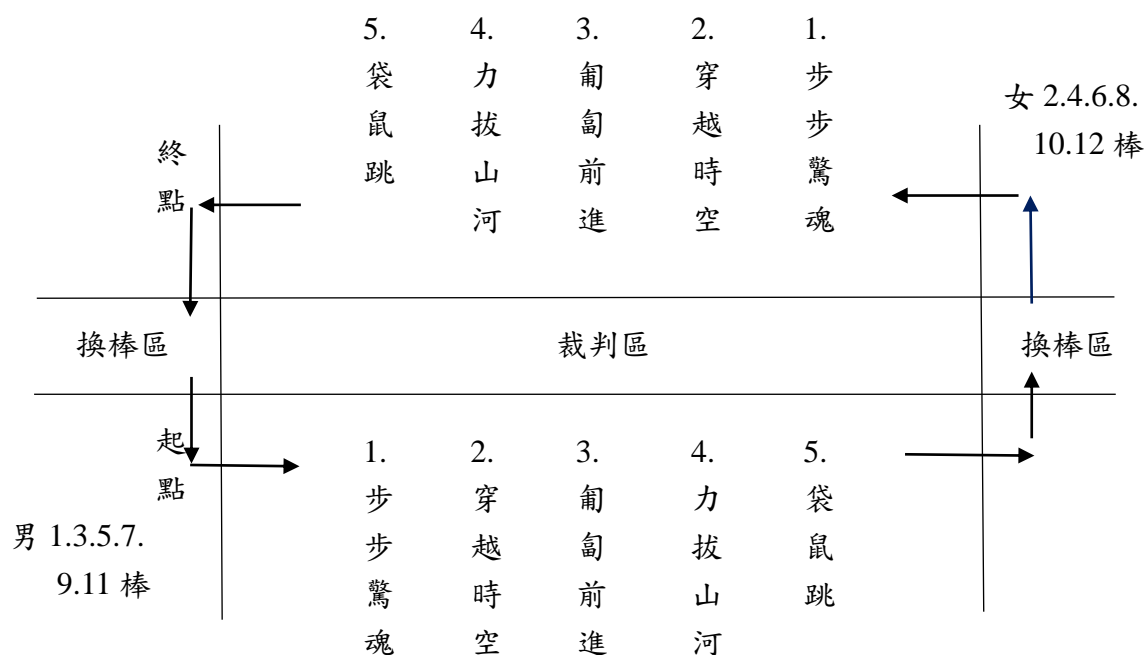 5.袋鼠跳
4.力拔山河
3.匍匐前進
2.穿越時空
1.步步驚魂
女 2.4.6.8.
10.12 棒
終點
換棒區
裁判區
換棒區
起點
1.步步驚魂
2.穿越時空
3.匍匐前進
4.力拔山河
5.袋鼠跳
男 1.3.5.7.
9.11 棒